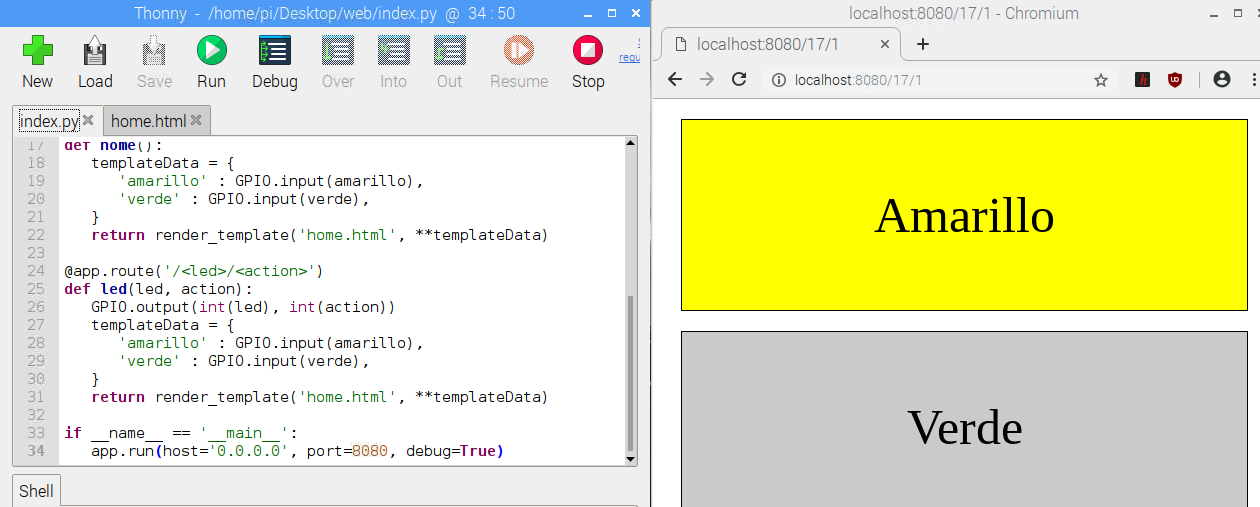 Thonny - /home/pi/Desktop/web/index.py @ 34:50
New Load Save Run Debug Over Into Out Resume Stop
requ
index.py home.html
17 def home():
18 templateData = {
19 'amarillo' : GPIO.input(amarillo),
20 'verde' : GPIO.input(verde),
21 }
22 return render_template('home.html', **templateData)
23
24 @app.route('/<led>/<action>')
25 def led(led, action):
26 GPIO.output(int(led), int(action))
27 templateData = {
28 'amarillo' : GPIO.input(amarillo),
29 'verde' : GPIO.input(verde),
30 }
31 return render_template('home.html', **templateData)
32
33 if __name__ == '__main__':
34 app.run(host='0.0.0.0', port=8080, debug=True)
Shell
localhost:8080/17/1 - Chromium
localhost:8080/17/1
localhost:8080/17/1
Amarillo
Verde